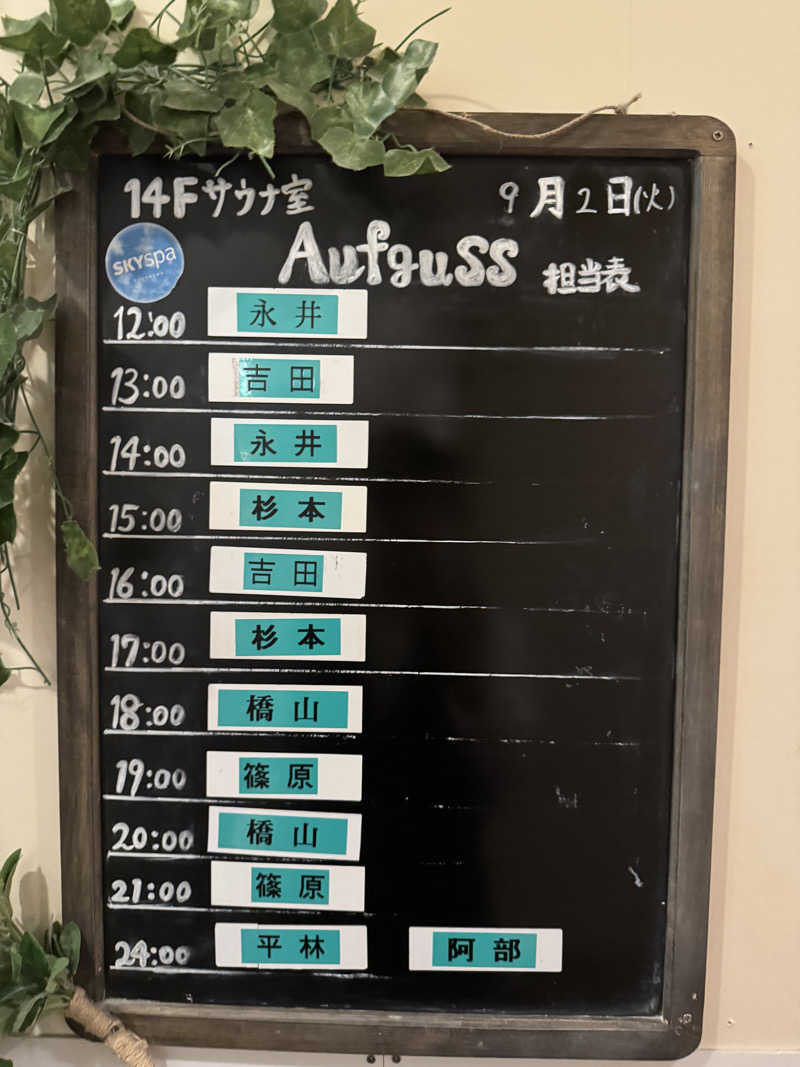 14Fサウナ室 9月2日(火)
SKYspa
Aufguss 担当表
12:00 永井
13:00 吉田
14:00 永井
15:00 杉本
16:00 吉田
17:00 杉本
18:00 橋山
19:00 篠原
20:00 橋山
21:00 篠原
24:00 平林 阿部